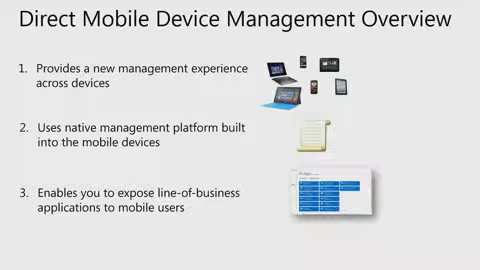 Direct Mobile Device Management Overview
1. Provides a new management experience
across devices
2. Uses native management platform built
into the mobile devices
3. Enables you to expose line-of-business
applications to mobile users